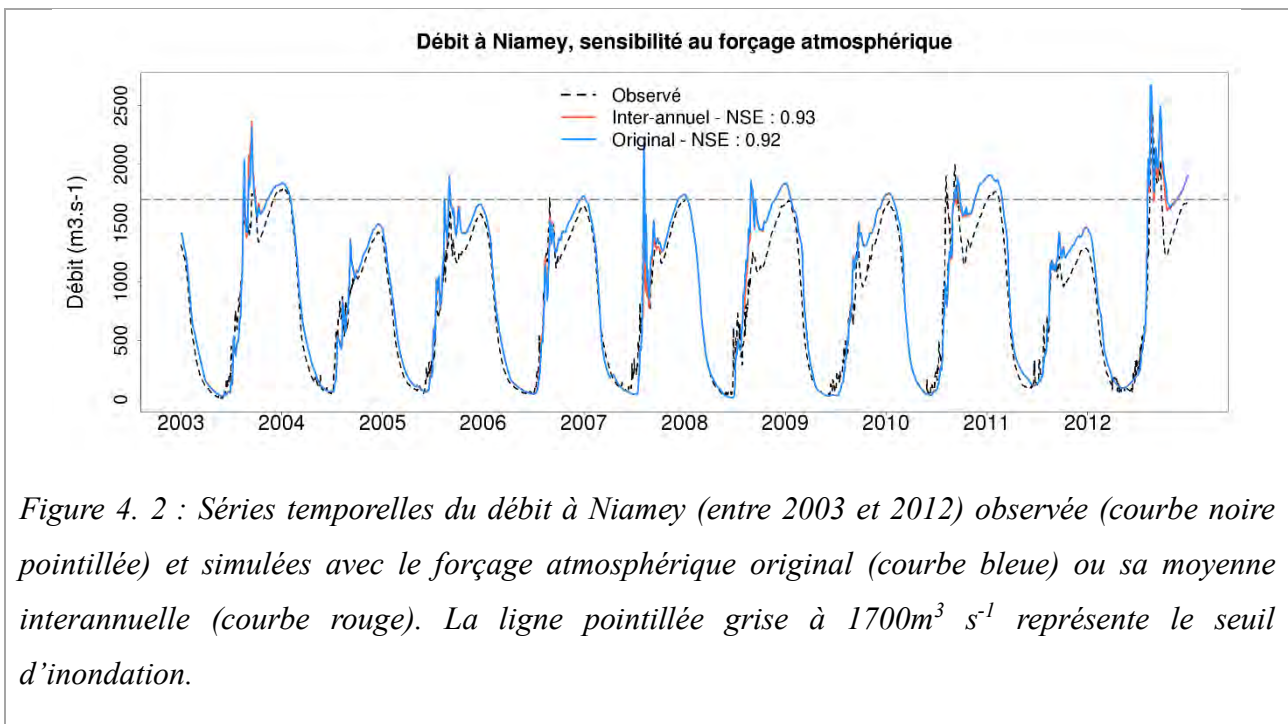 Débit à Niamey, sensibilité au forçage atmosphérique
Observé
Inter-annuel - NSE : 0.93
Original - NSE : 0.92
Débit (m3.s-1)
2500
2000
1500
1000
500
0
2003 2004 2005 2006 2007 2008 2009 2010 2011 2012
Figure 4. 2 : Séries temporelles du débit à Niamey (entre 2003 et 2012) observée (courbe noire
pointillée) et simulées avec le forçage atmosphérique original (courbe bleue) ou sa moyenne
interannuelle (courbe rouge). La ligne pointillée grise à 1700m³ s⁻¹ représente le seuil
d'inondation.